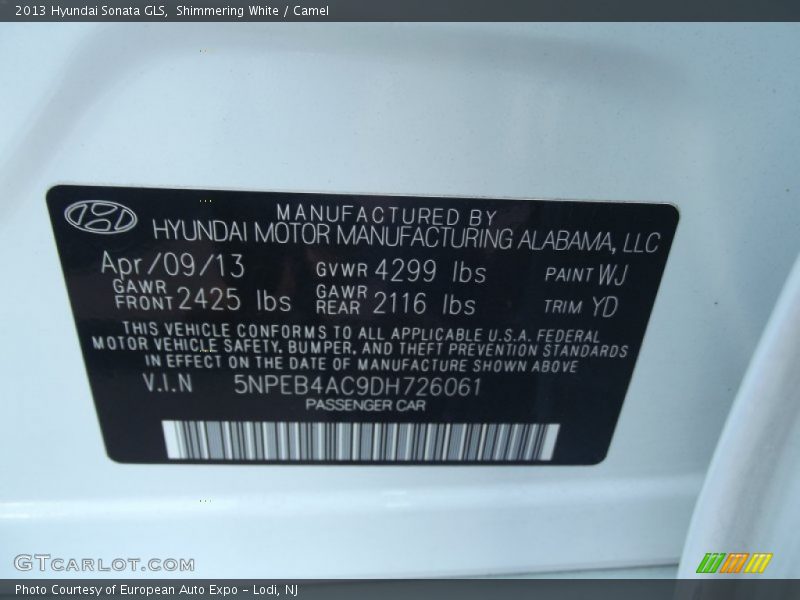 2013 Hyundai Sonata GLS,  Shimmering White / Camel
MANUFACTURED BY
HYUNDAI MOTOR MANUFACTURING ALABAMA, LLC
Apr/09/13 GVWR 4299 lbs PAINT WJ
GAWR FRONT 2425 lbs GAWR REAR 2116 lbs TRIM YD
THIS VEHICLE CONFORMS TO ALL APPLICABLE U.S.A. FEDERAL
MOTOR VEHICLE SAFETY, BUMPER, AND THEFT PREVENTION STANDARDS
IN EFFECT ON THE DATE OF MANUFACTURE SHOWN ABOVE
V.I.N 5NPEB4AC9DH726061
PASSENGER CAR
GTCARLOT.COM
Photo Courtesy of European Auto Expo - Lodi, NJ